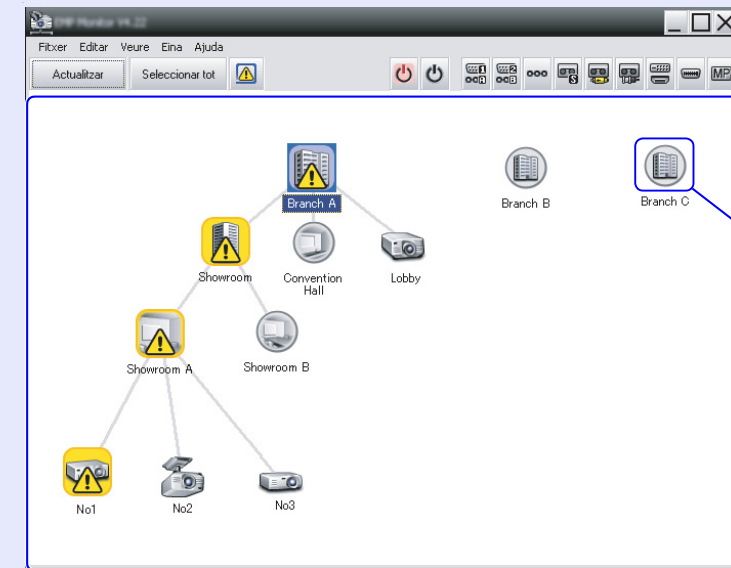 EMP Monitor V4.22
Fitxer Editar Veure Eina Ajuda
Actualitzar Seleccionar tot
MP
Branch A
Branch B
Branch C
Showroom
Convention
Hall
Lobby
Showroom A
Showroom B
No1
No2
No3